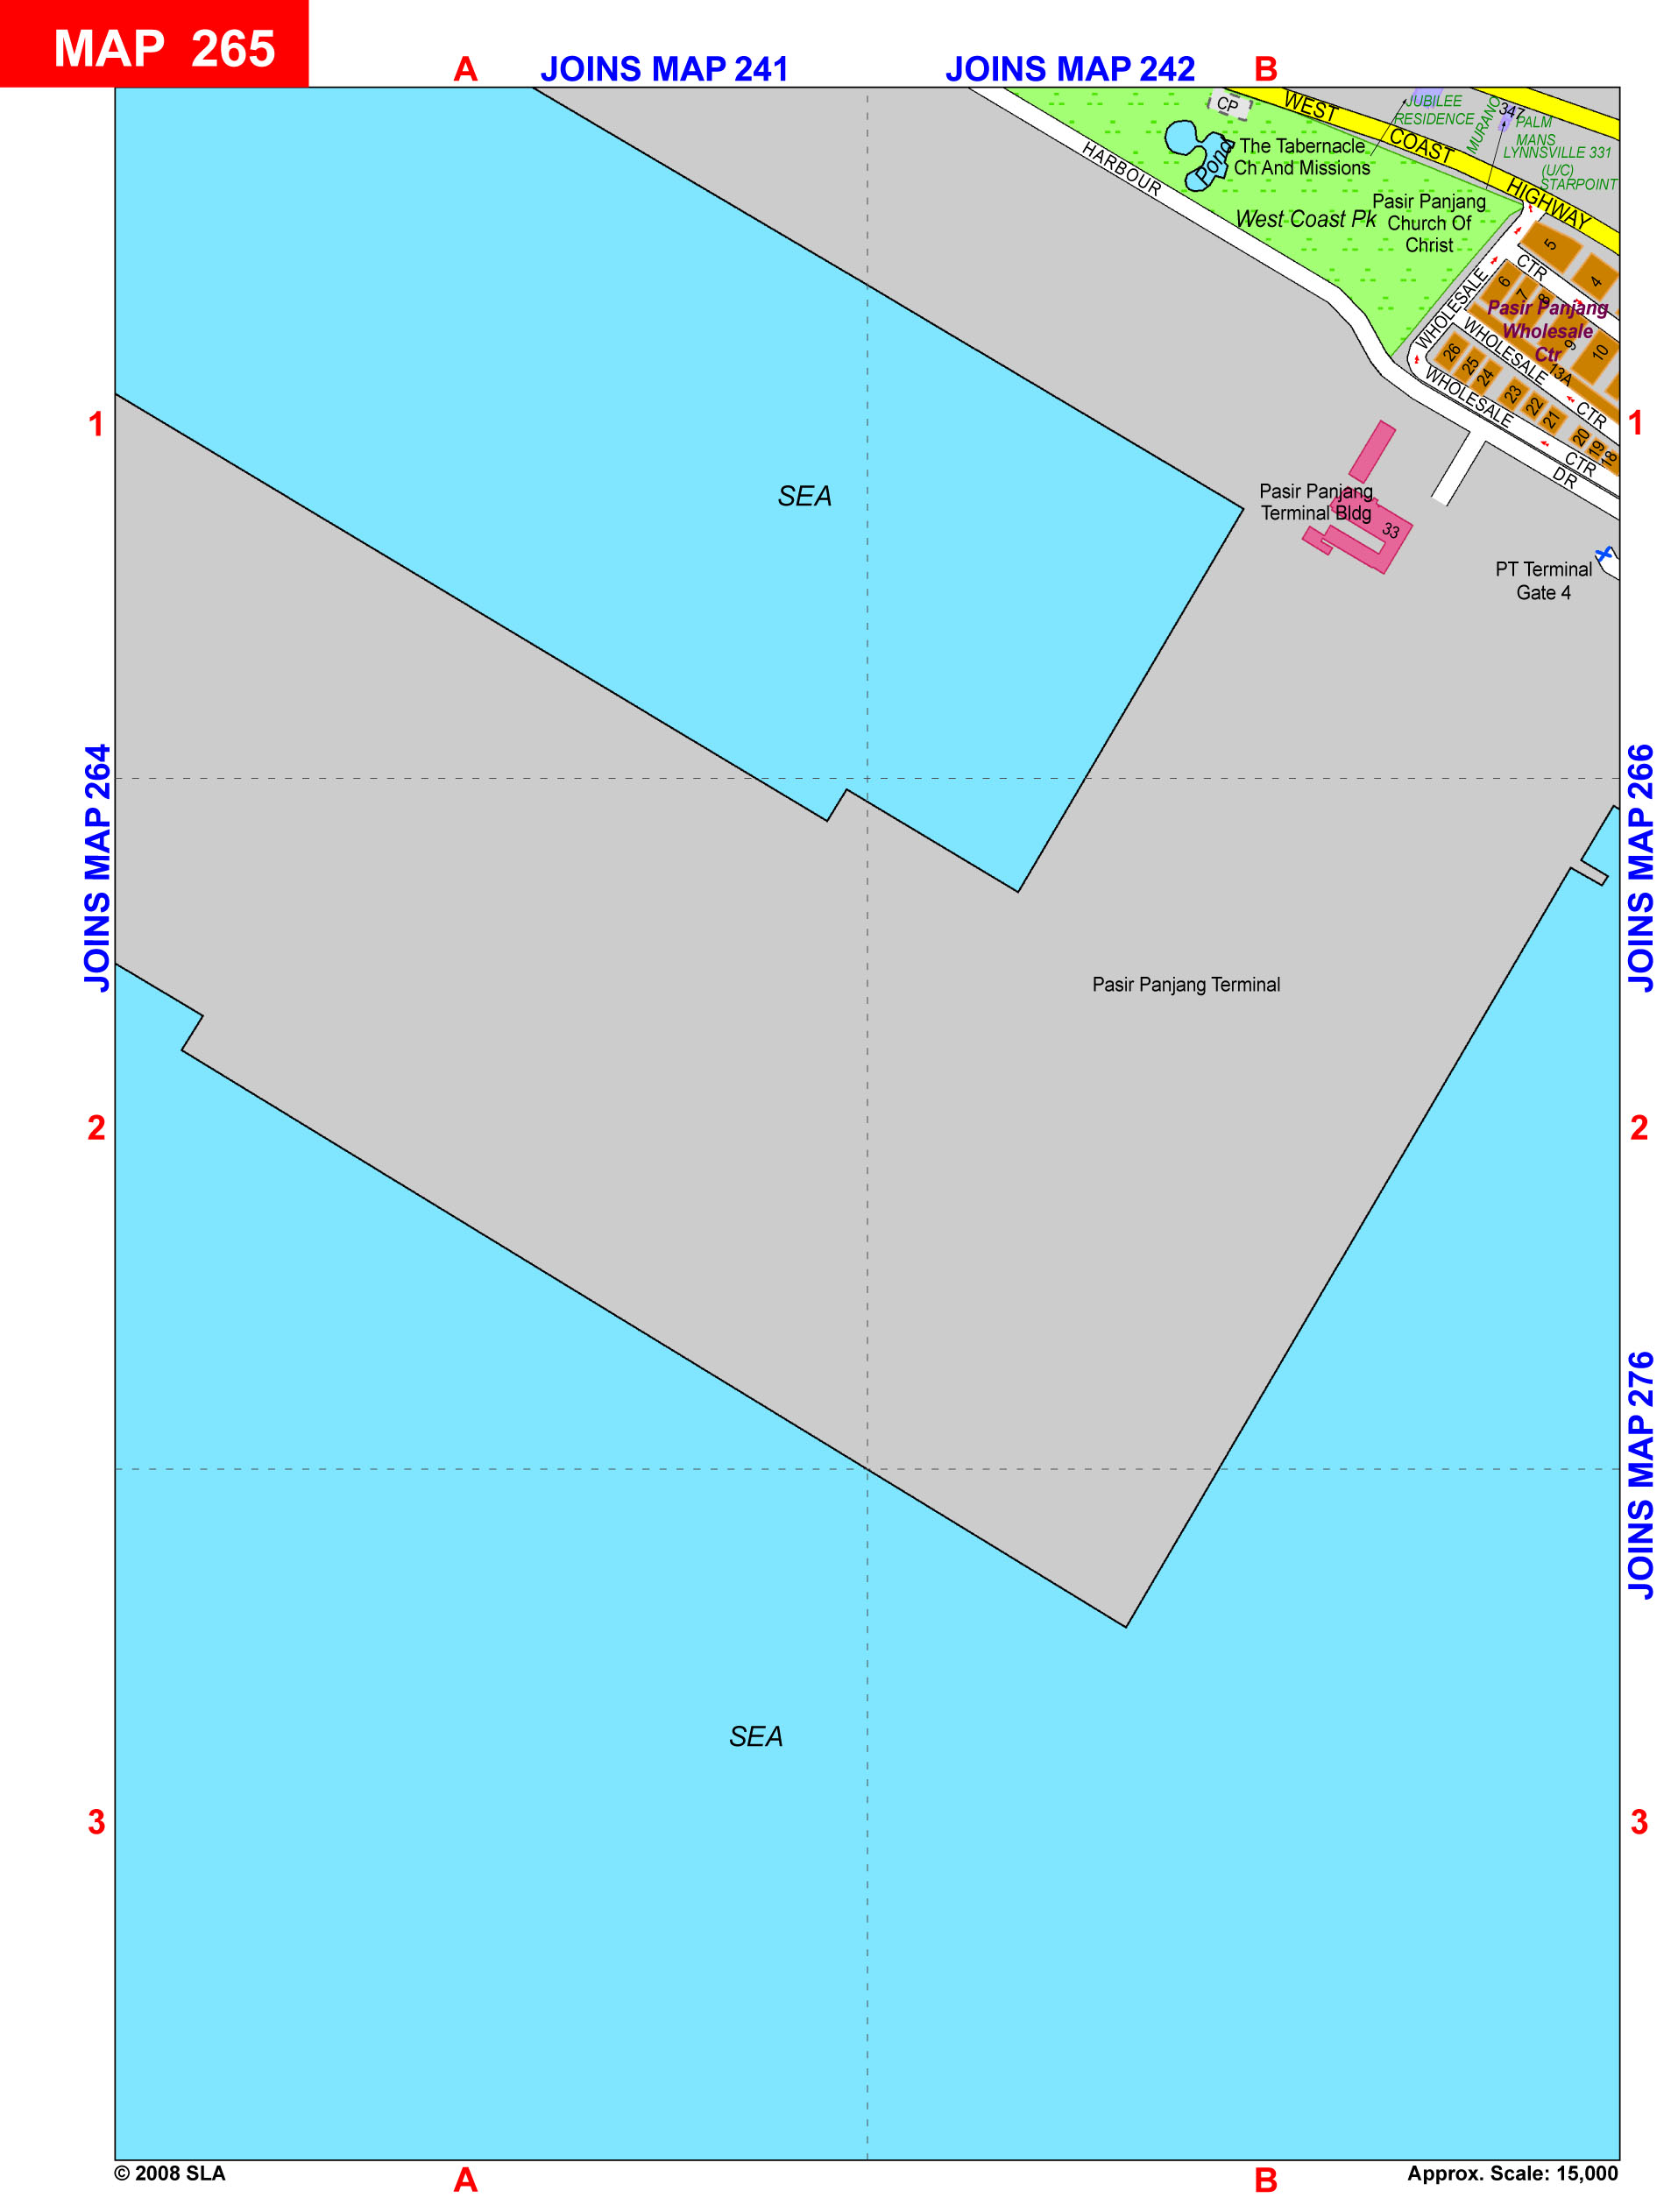 MAP 265
A
JOINS MAP 241
JOINS MAP 242
B
CP
WEST
COAST
HIGHWAY
JUBILEE
RESIDENCE
MURANO
347
PALM
MANS
LYNNSVILLE 331
(U/C)
STARPOINT
HARBOUR
Pond
The Tabernacle
Ch And Missions
West Coast Pk
Pasir Panjang
Church Of
Christ
5
4
CTR
WHOLESALE
6
7
8
Pasir Panjang
Wholesale
Ctr
9
10
13A
WHOLESALE
CTR
26
25
24
23
22
21
20
19
18
WHOLESALE
CTR
DR
1
1
SEA
Pasir Panjang
Terminal Bldg
33
PT Terminal
Gate 4
JOINS MAP 264
JOINS MAP 266
Pasir Panjang Terminal
2
2
JOINS MAP 276
SEA
3
3
© 2008 SLA
A
B
Approx. Scale: 15,000